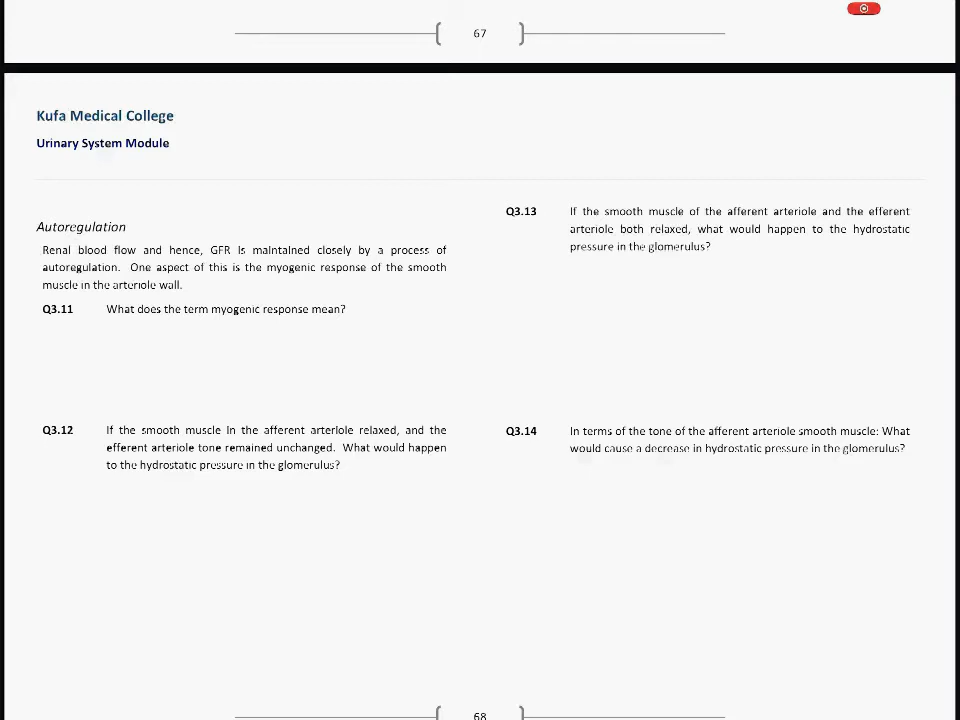 67
Kufa Medical College
Urinary System Module
Autoregulation
Renal blood flow and hence, GFR is maintained closely by a process of
autoregulation. One aspect of this is the myogenic response of the smooth
muscle in the arteriole wall.
Q3.11 What does the term myogenic response mean?
Q3.12 If the smooth muscle in the afferent arteriole relaxed, and the
efferent arteriole tone remained unchanged. What would happen
to the hydrostatic pressure in the glomerulus?
Q3.13 If the smooth muscle of the afferent arteriole and the efferent
arteriole both relaxed, what would happen to the hydrostatic
pressure in the glomerulus?
Q3.14 In terms of the tone of the afferent arteriole smooth muscle: What
would cause a decrease in hydrostatic pressure in the glomerulus?
68